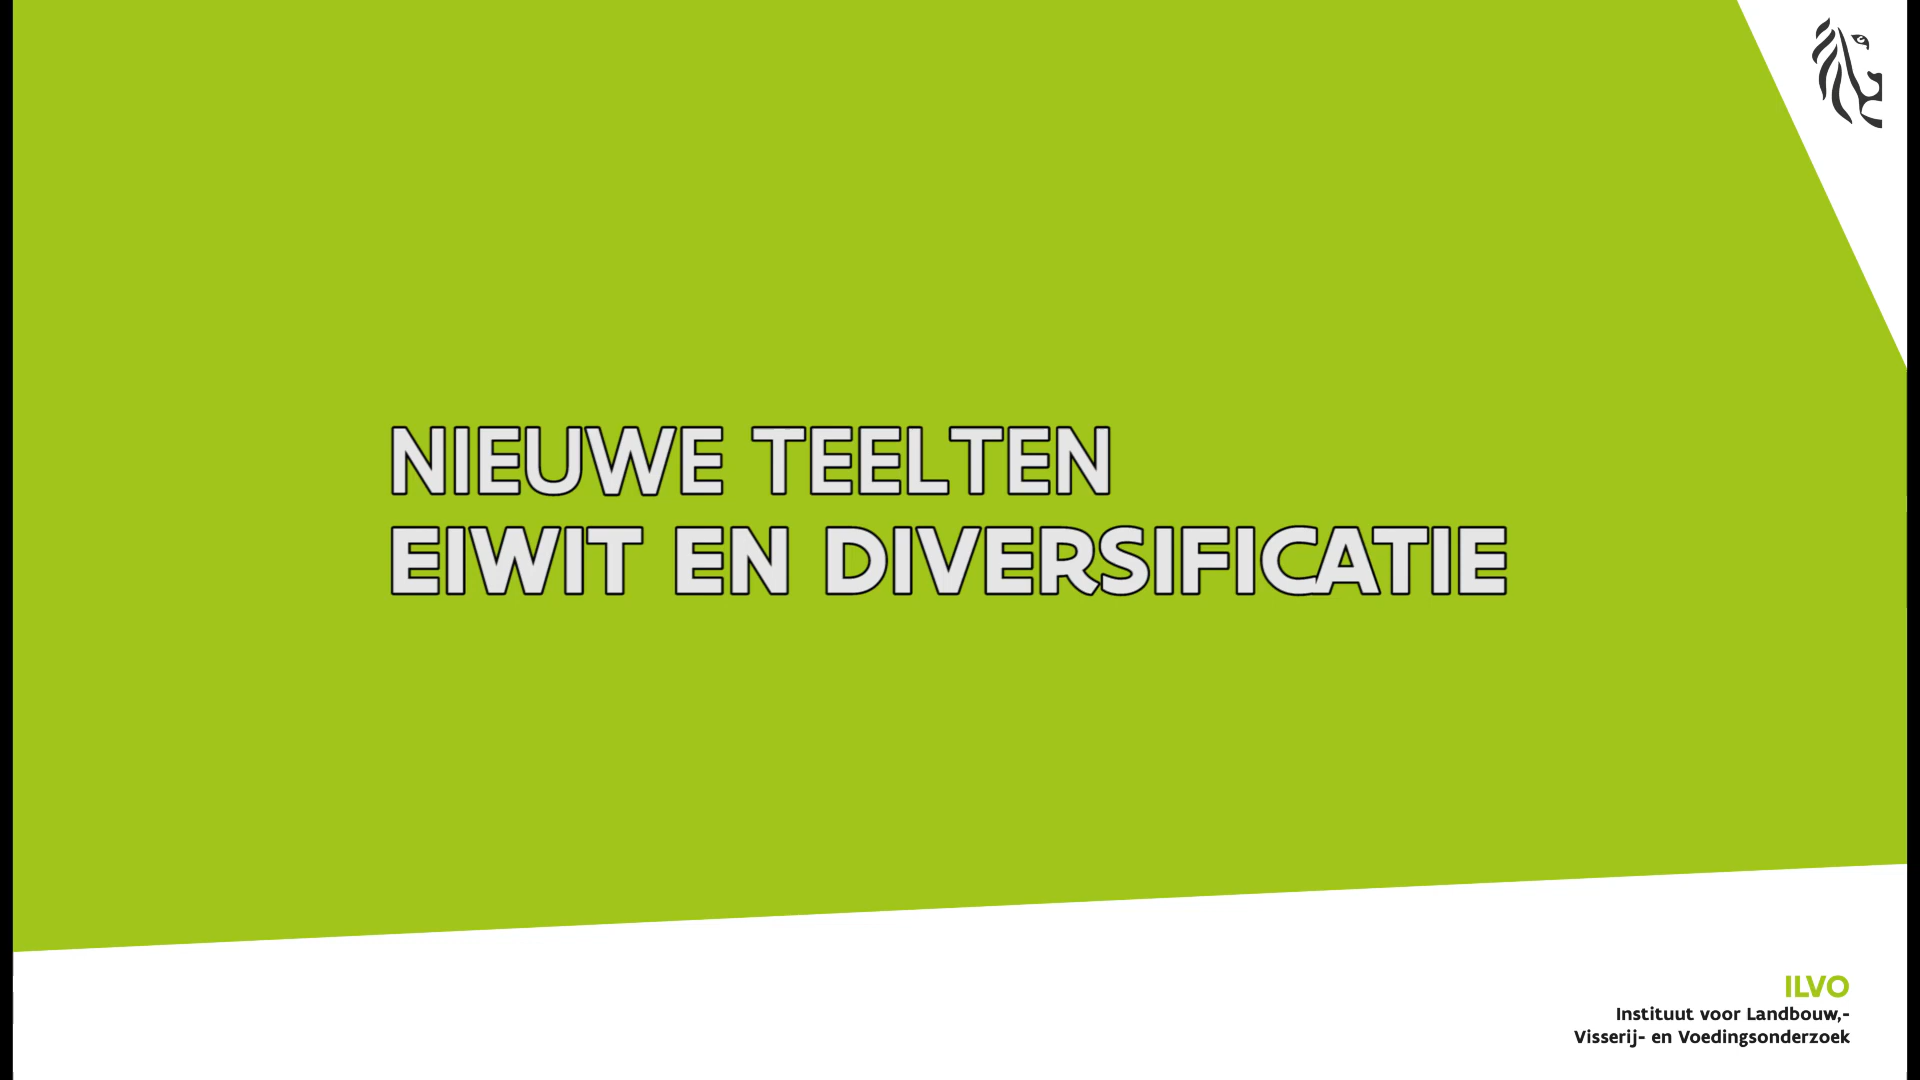 NIEUWE TEELTEN
EIWIT EN DIVERSIFICATIE
ILVO
Instituut voor Landbouw,-
Visserij- en Voedingsonderzoek